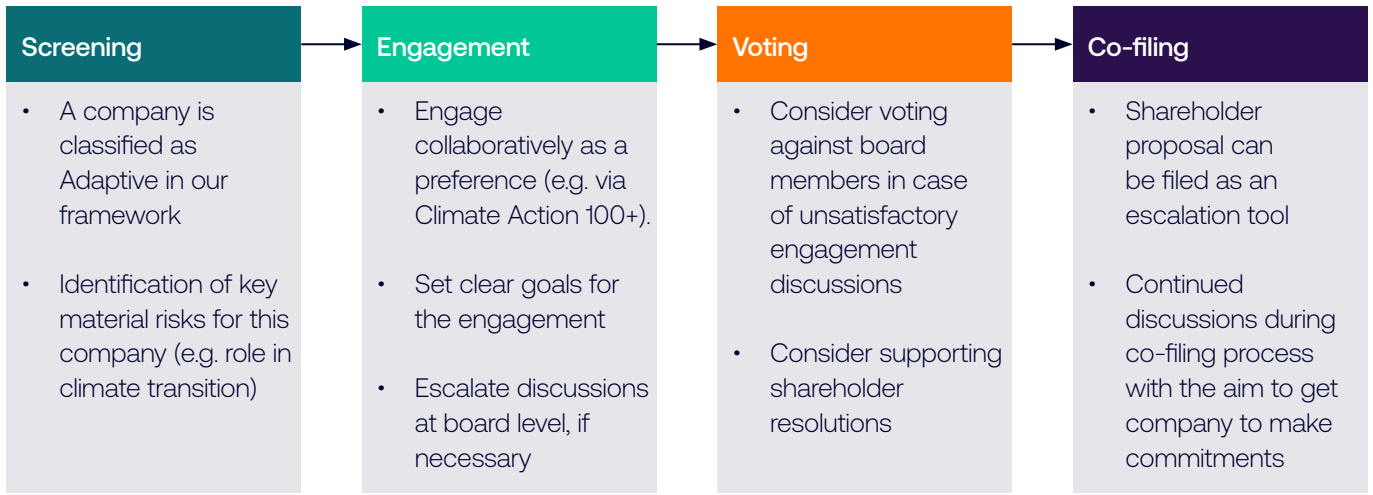 Screening
• A company is
classified as
Adaptive in our
framework
• Identification of key
material risks for this
company (e.g. role in
climate transition)
Engagement
• Engage
collaboratively as a
preference (e.g. via
Climate Action 100+).
• Set clear goals for
the engagement
• Escalate discussions
at board level, if
necessary
Voting
• Consider voting
against board
members in case
of unsatisfactory
engagement
discussions
• Consider supporting
shareholder
resolutions
Co-filing
• Shareholder
proposal can
be filed as an
escalation tool
• Continued
discussions during
co-filing process
with the aim to get
company to make
commitments